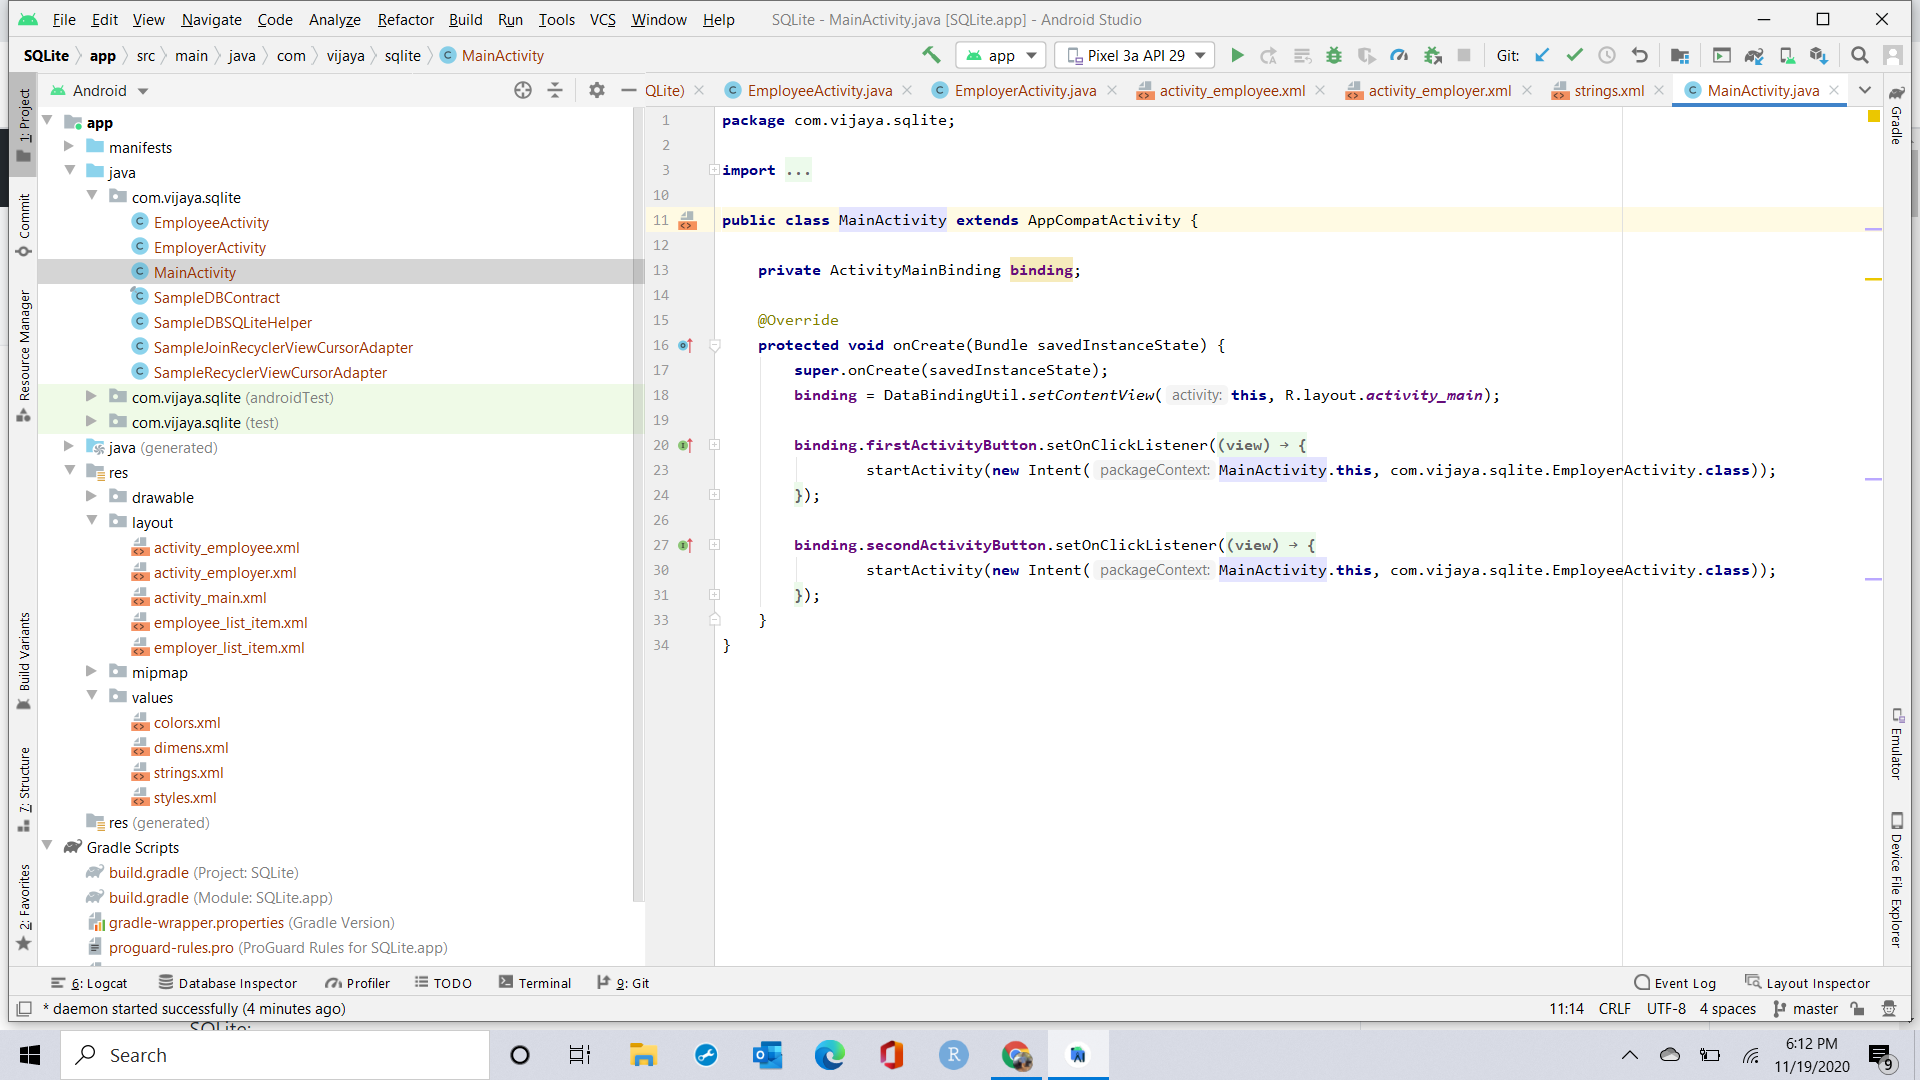 File Edit View Navigate Code Analyze Refactor Build Run Tools VCS Window Help SQLite - MainActivity.java [SQLite.app] - Android Studio
SQLite app src main java com vijaya sqlite MainActivity app Pixel 3a API 29 Git:
Android
QLite) EmployeeActivity.java EmployerActivity.java activity_employee.xml activity_employer.xml strings.xml MainActivity.java
1: Project
Commit
Resource Manager
Build Variants
7: Structure
2: Favorites
app
manifests
java
com.vijaya.sqlite
EmployeeActivity
EmployerActivity
MainActivity
SampleDBContract
SampleDBSQLiteHelper
SampleJoinRecyclerViewCursorAdapter
SampleRecyclerViewCursorAdapter
com.vijaya.sqlite (androidTest)
com.vijaya.sqlite (test)
java (generated)
res
drawable
layout
activity_employee.xml
activity_employer.xml
activity_main.xml
employee_list_item.xml
employer_list_item.xml
mipmap
values
colors.xml
dimens.xml
strings.xml
styles.xml
res (generated)
Gradle Scripts
build.gradle (Project: SQLite)
build.gradle (Module: SQLite.app)
gradle-wrapper.properties (Gradle Version)
proguard-rules.pro (ProGuard Rules for SQLite.app)
1 package com.vijaya.sqlite;
2
3 import ...
10
11 public class MainActivity extends AppCompatActivity {
12
13 private ActivityMainBinding binding;
14
15 @Override
16 protected void onCreate(Bundle savedInstanceState) {
17 super.onCreate(savedInstanceState);
18 binding = DataBindingUtil.setContentView( activity: this, R.layout.activity_main);
19
20 binding.firstActivityButton.setOnClickListener((view) → {
23 startActivity(new Intent( packageContext: MainActivity.this, com.vijaya.sqlite.EmployerActivity.class));
24 });
26
27 binding.secondActivityButton.setOnClickListener((view) → {
30 startActivity(new Intent( packageContext: MainActivity.this, com.vijaya.sqlite.EmployeeActivity.class));
31 });
33 }
34 }
Gradle
Emulator
Device File Explorer
6: Logcat Database Inspector Profiler TODO Terminal 9: Git Event Log Layout Inspector
* daemon started successfully (4 minutes ago) 11:14 CRLF UTF-8 4 spaces master
SQLite:
Search
6:12 PM
11/19/2020
9